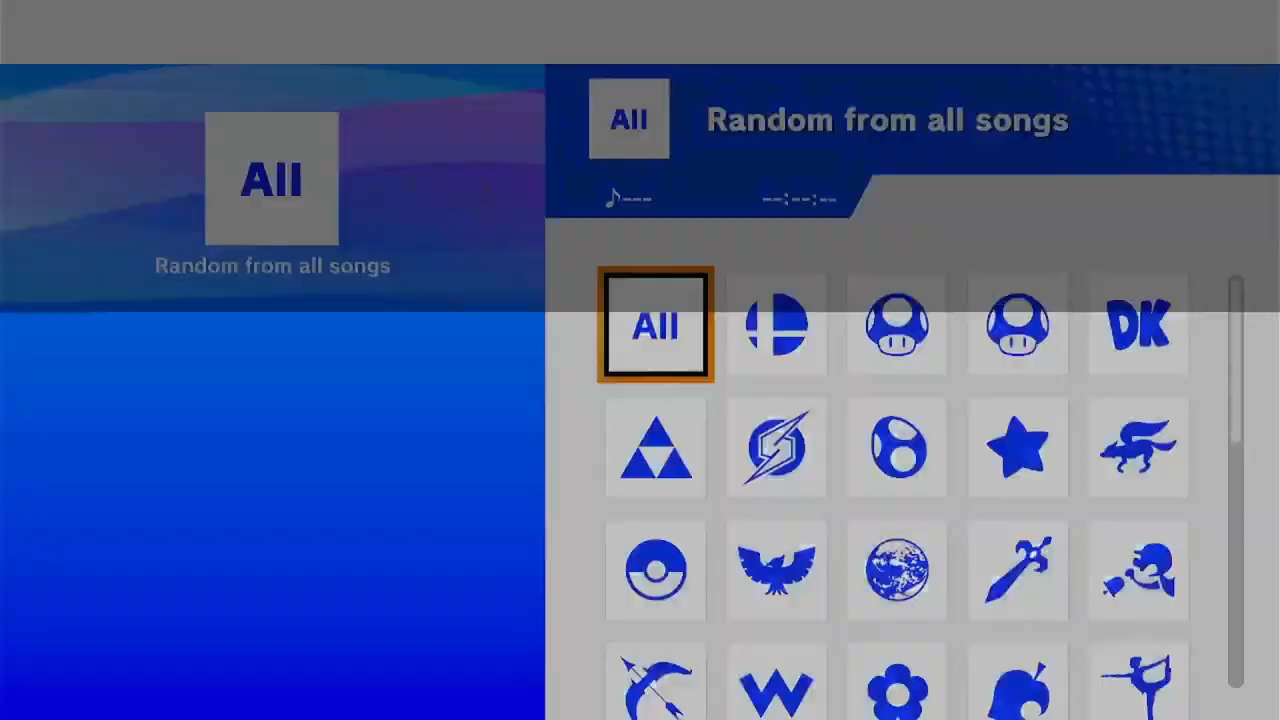 All
Random from all songs
All
Random from all songs
♪--- --:--:--
All
DK
W